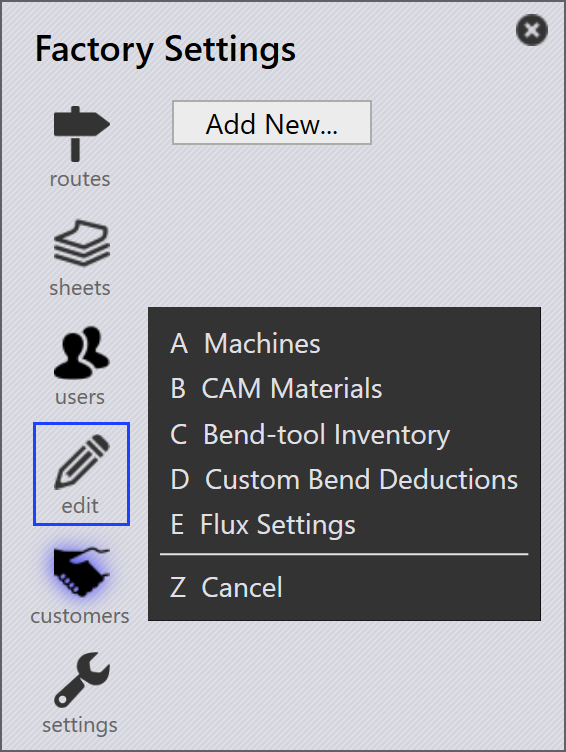 Factory Settings
Add New...
routes
sheets
users
edit
customers
settings
A Machines
B CAM Materials
C Bend-tool Inventory
D Custom Bend Deductions
E Flux Settings
Z Cancel